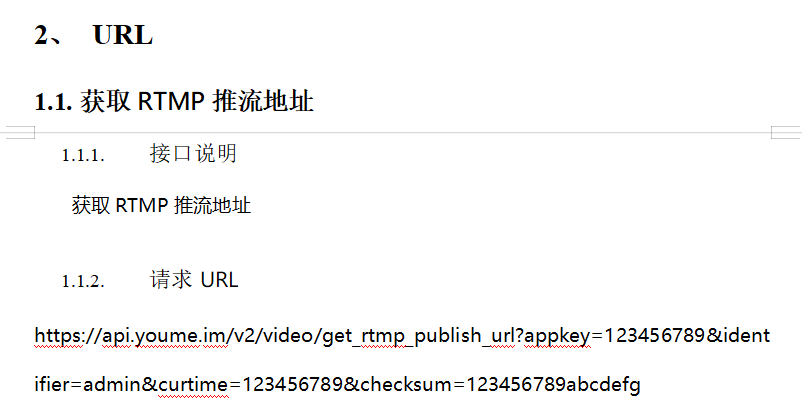 2、 URL
1.1. 获取 RTMP 推流地址
1.1.1. 接口说明
获取 RTMP 推流地址
1.1.2. 请求 URL
https://api.youme.im/v2/video/get_rtmp_publish_url?appkey=123456789&ident
ifier=admin&curtime=123456789&checksum=123456789abcdefg